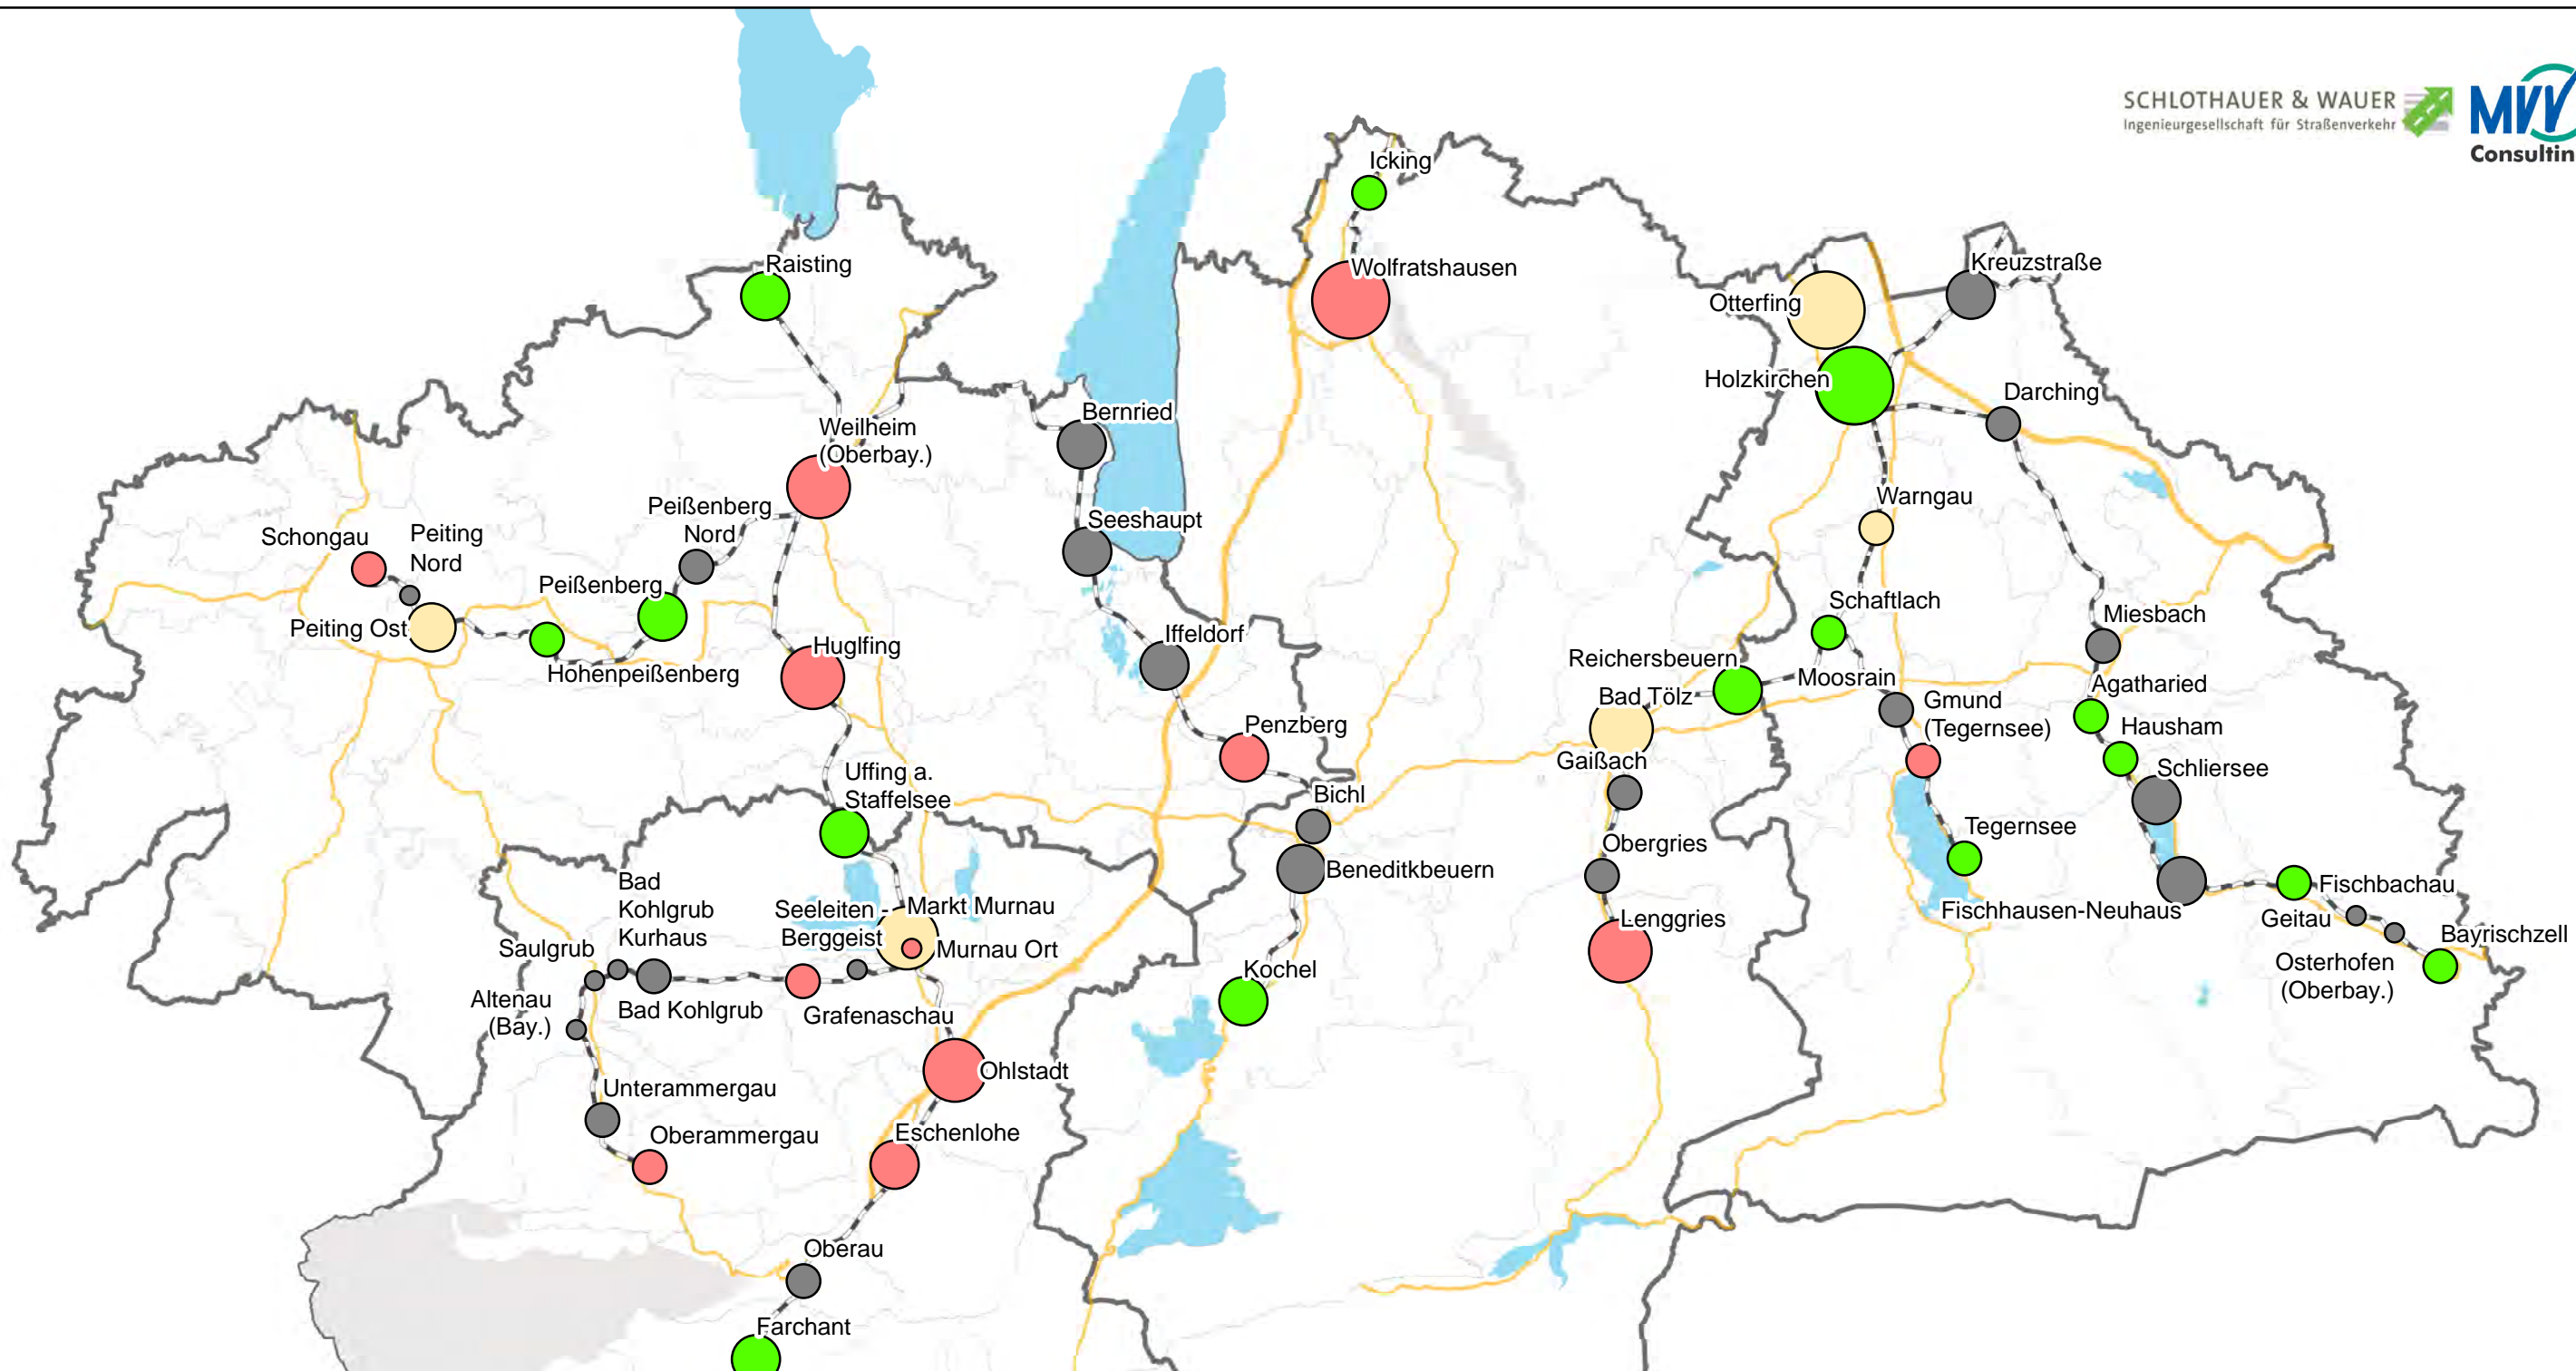 SCHLOTHAUER & WAUER
Ingenieurgesellschaft für Straßenverkehr
MVV
Consultin
Icking
Wolfratshausen
Raisting
Kreuzstraße
Otterfing
Holzkirchen
Darching
Bernried
Weilheim
(Oberbay.)
Warngau
Seeshaupt
Peißenberg
Nord
Schongau
Peiting
Nord
Peißenberg
Peiting Ost
Hohenpeißenberg
Huglfing
Iffeldorf
Schaftlach
Miesbach
Reichersbeuern
Moosrain
Bad Tölz
Agatharied
Gmund
(Tegernsee)
Hausham
Penzberg
Gaißach
Schliersee
Uffing a.
Staffelsee
Bichl
Tegernsee
Obergries
Beneditkbeuern
Bad
Kohlgrub
Kurhaus
Seeleiten -
Berggeist
Markt Murnau
Murnau Ort
Lenggries
Fischbachau
Fischhausen-Neuhaus
Geitau
Bayrischzell
Osterhofen
(Oberbay.)
Saulgrub
Kochel
Altenau
(Bay.)
Bad Kohlgrub
Grafenaschau
Ohlstadt
Unterammergau
Oberammergau
Eschenlohe
Oberau
Farchant